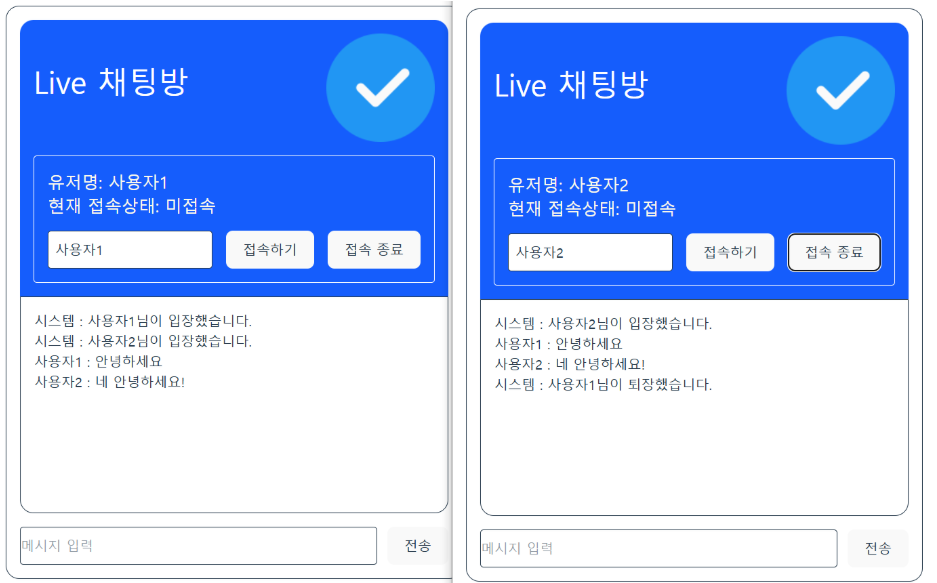 Live 채팅방
유저명: 사용자1
현재 접속상태: 미접속
사용자1
접속하기
접속 종료
시스템 : 사용자1님이 입장했습니다.
시스템 : 사용자2님이 입장했습니다.
사용자1 : 안녕하세요
사용자2 : 네 안녕하세요!
메시지 입력
전송
Live 채팅방
유저명: 사용자2
현재 접속상태: 미접속
사용자2
접속하기
접속 종료
시스템 : 사용자2님이 입장했습니다.
사용자1 : 안녕하세요
사용자2 : 네 안녕하세요!
시스템 : 사용자1님이 퇴장했습니다.
메시지 입력
전송